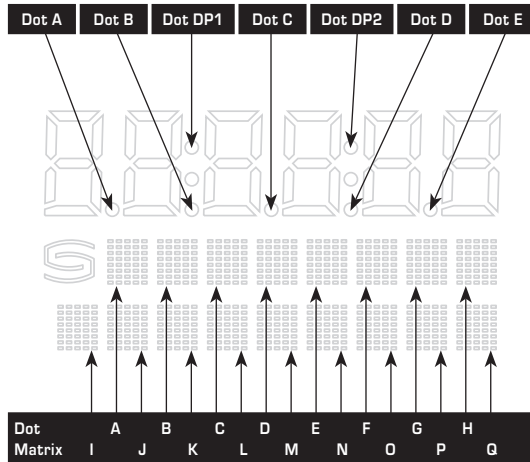 Dot A Dot B Dot DP1 Dot C Dot DP2 Dot D Dot E
S
Dot A B C D E F G H
Matrix I J K L M N O P Q